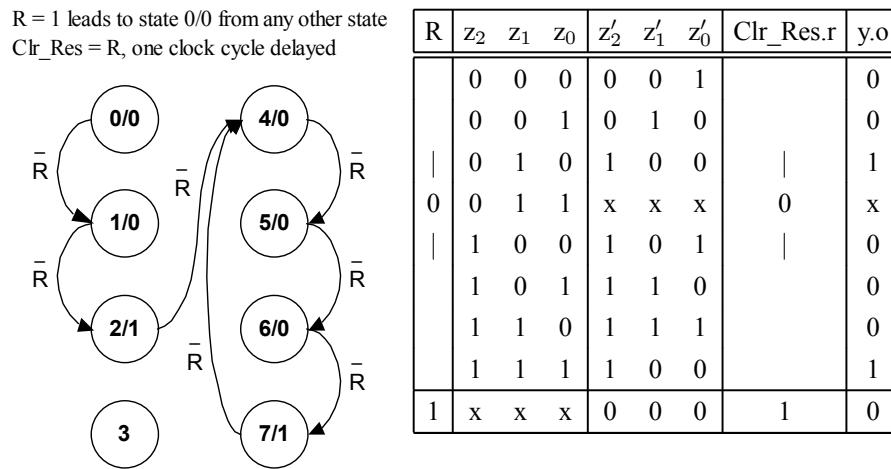 R = 1 leads to state 0/0 from any other state
Clr_Res = R, one clock cycle delayed
0/0
4/0
R̄
R̄
R̄
1/0
5/0
R̄
R̄
2/1
6/0
R̄
R̄
3
7/1
R z₂ z₁ z₀ z′₂ z′₁ z′₀ Clr_Res.r y.o
0 0 0 0 0 1 0
0 0 1 0 1 0 0
| 0 1 0 1 0 0 | 1
0 0 1 1 x x x 0 x
| 1 0 0 1 0 1 | 0
1 0 1 1 1 0 0
1 1 0 1 1 1 0
1 1 1 1 0 0 1
1 x x x 0 0 0 1 0